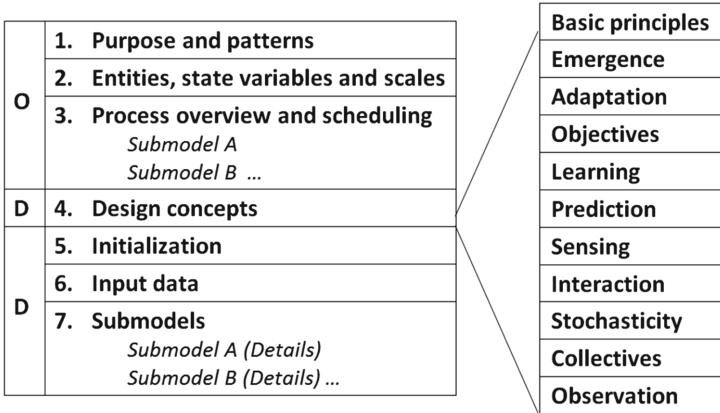 O
1. Purpose and patterns
2. Entities, state variables and scales
3. Process overview and scheduling
Submodel A
Submodel B ...
D
4. Design concepts
D
5. Initialization
6. Input data
7. Submodels
Submodel A (Details)
Submodel B (Details) ...
Basic principles
Emergence
Adaptation
Objectives
Learning
Prediction
Sensing
Interaction
Stochasticity
Collectives
Observation